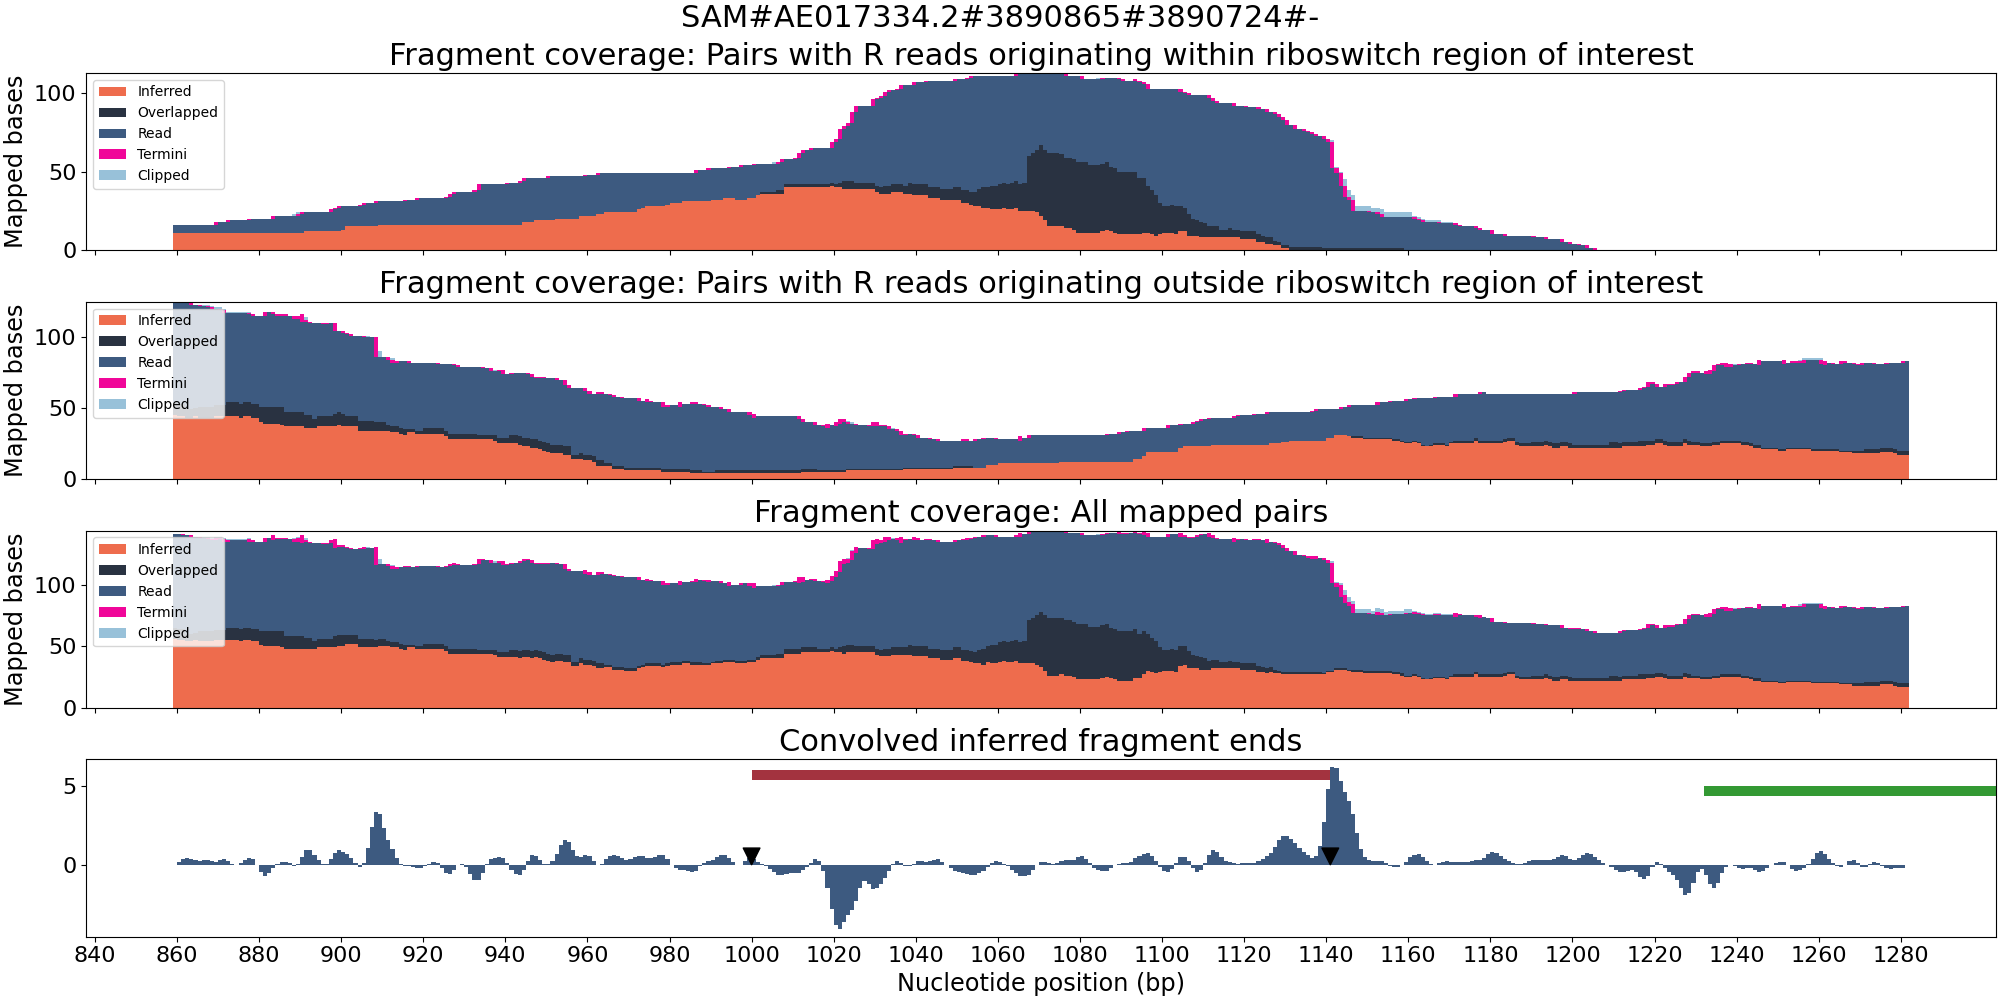 SAM#AE017334.2#3890865#3890724#-
Fragment coverage: Pairs with R reads originating within riboswitch region of interest
Mapped bases
100
50
0
Inferred
Overlapped
Read
Termini
Clipped
Fragment coverage: Pairs with R reads originating outside riboswitch region of interest
Mapped bases
100
50
0
Inferred
Overlapped
Read
Termini
Clipped
Fragment coverage: All mapped pairs
Mapped bases
100
50
0
Inferred
Overlapped
Read
Termini
Clipped
Convolved inferred fragment ends
5
0
840 860 880 900 920 940 960 980 1000 1020 1040 1060 1080 1100 1120 1140 1160 1180 1200 1220 1240 1260 1280
Nucleotide position (bp)